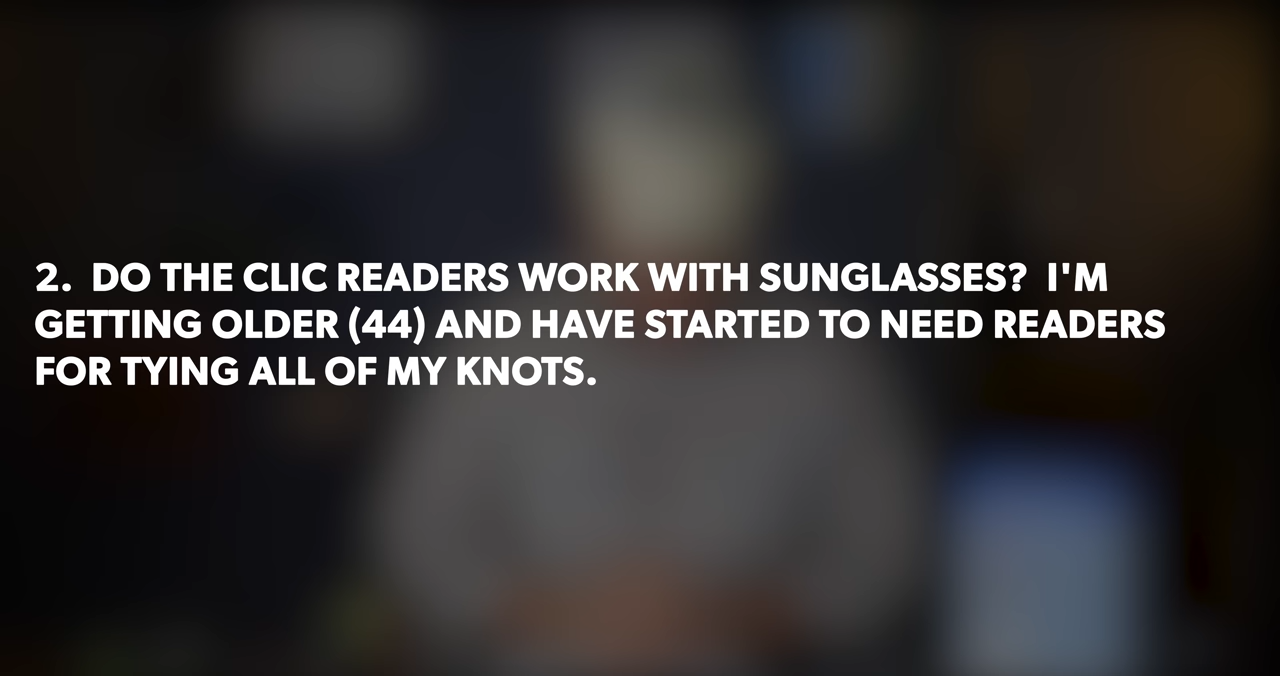 2.  DO THE CLIC READERS WORK WITH SUNGLASSES?  I'M
GETTING OLDER (44) AND HAVE STARTED TO NEED READERS
FOR TYING ALL OF MY KNOTS.